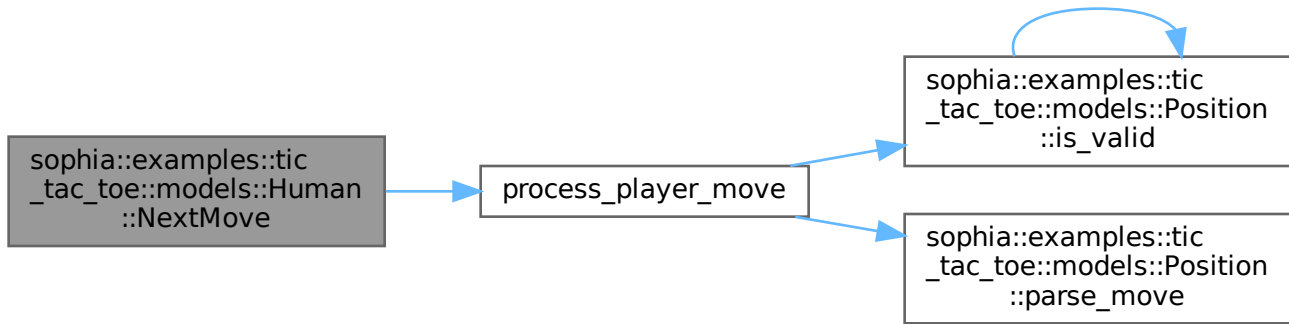 sophia::examples::tic
_tac_toe::models::Human
::NextMove
process_player_move
sophia::examples::tic
_tac_toe::models::Position
::is_valid
sophia::examples::tic
_tac_toe::models::Position
::parse_move